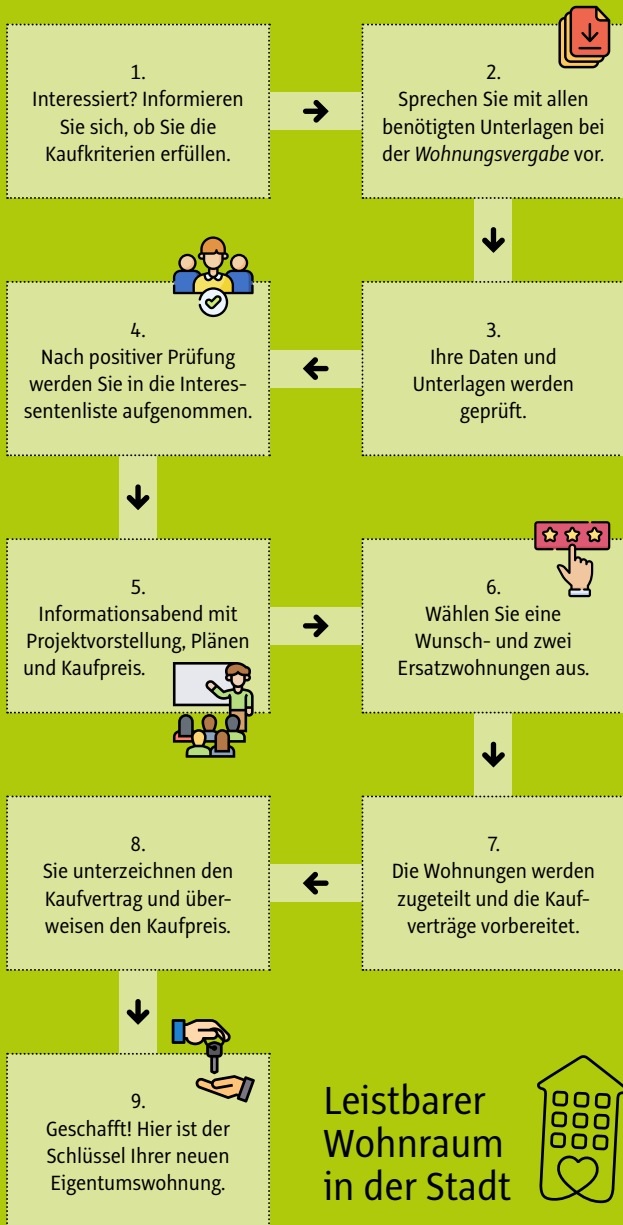 1.
Interessiert? Informieren
Sie sich, ob Sie die
Kaufkriterien erfüllen.
2.
Sprechen Sie mit allen
benötigten Unterlagen bei
der Wohnungsvergabe vor.
3.
Ihre Daten und
Unterlagen werden
geprüft.
4.
Nach positiver Prüfung
werden Sie in die Interes-
sentenliste aufgenommen.
5.
Informationsabend mit
Projektvorstellung, Plänen
und Kaufpreis.
6.
Wählen Sie eine
Wunsch- und zwei
Ersatzwohnungen aus.
7.
Die Wohnungen werden
zugeteilt und die Kauf-
verträge vorbereitet.
8.
Sie unterzeichnen den
Kaufvertrag und über-
weisen den Kaufpreis.
9.
Geschafft! Hier ist der
Schlüssel Ihrer neuen
Eigentumswohnung.
Leistbarer
Wohnraum
in der Stadt